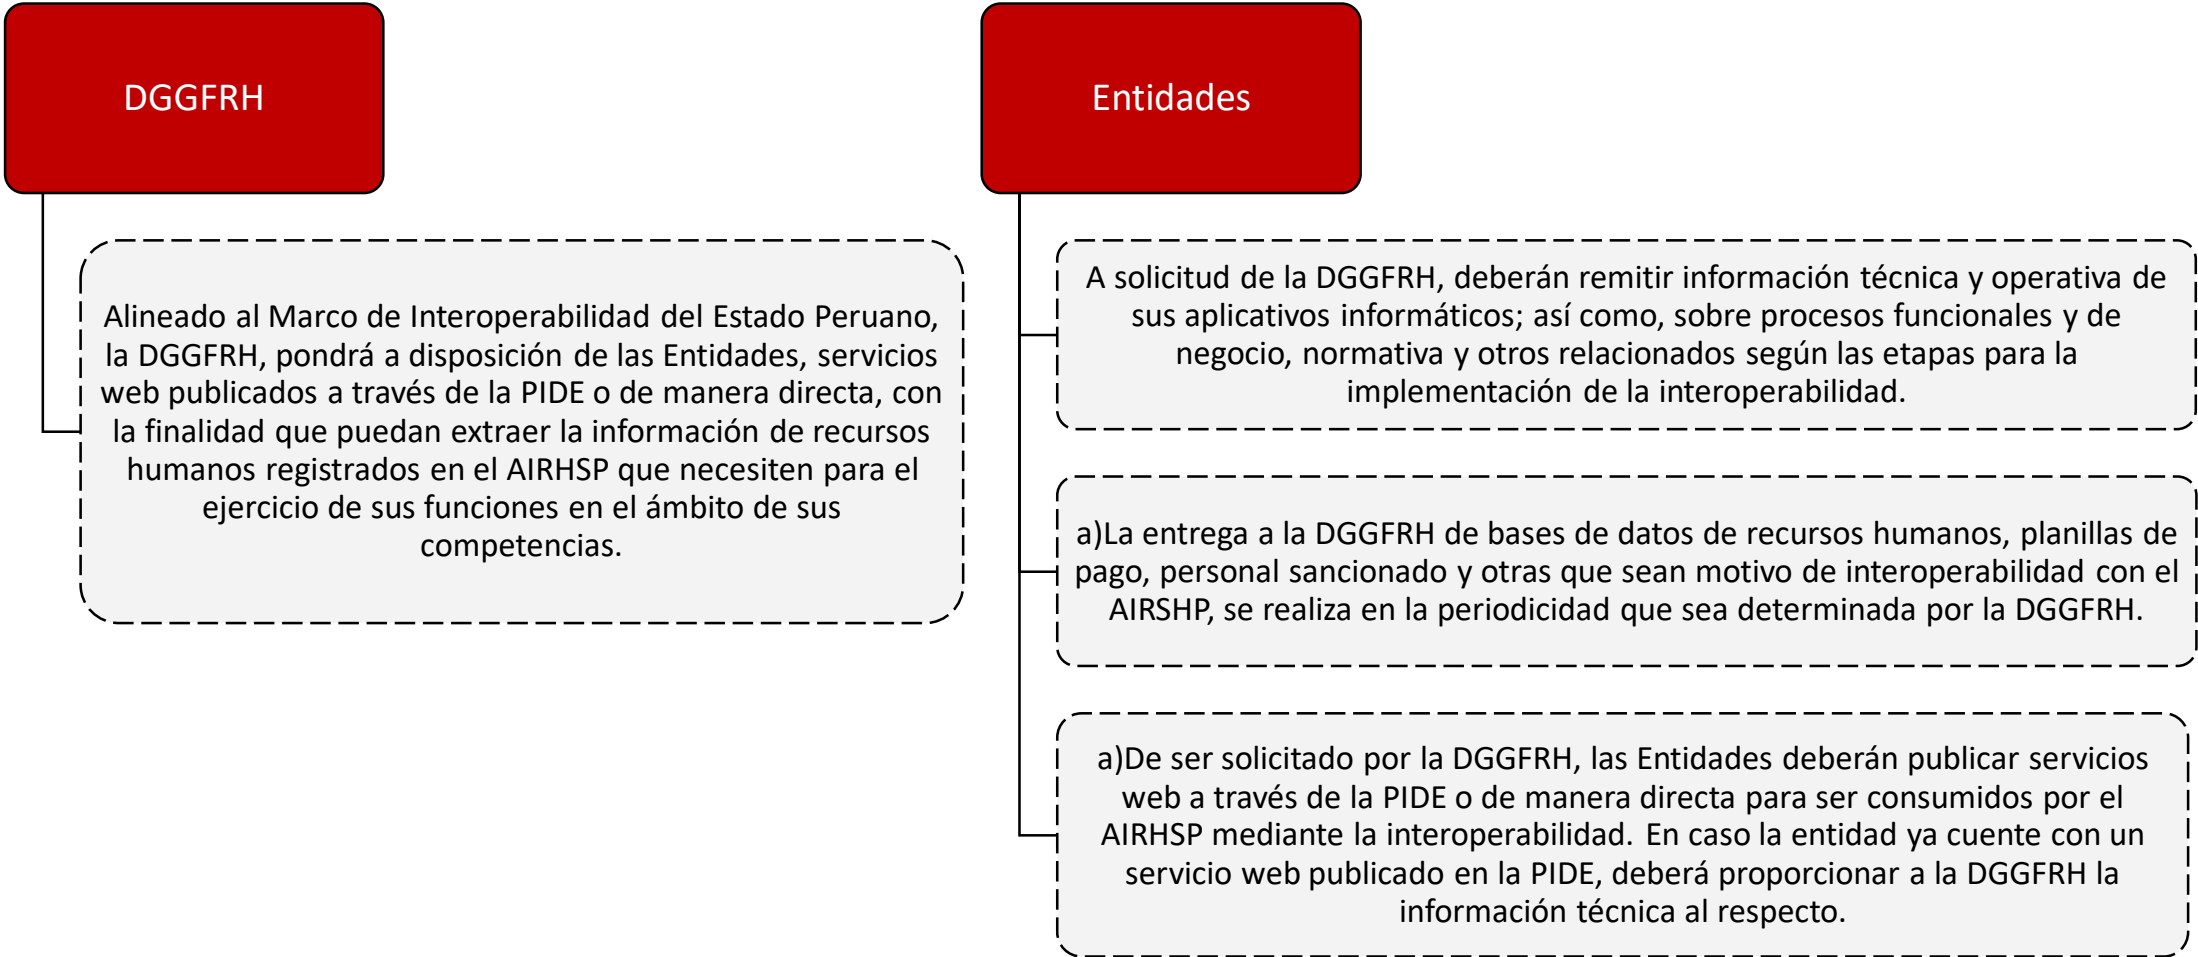 DGGFRH
Alineado al Marco de Interoperabilidad del Estado Peruano,
la DGGFRH, pondrá a disposición de las Entidades, servicios
web publicados a través de la PIDE o de manera directa, con
la finalidad que puedan extraer la información de recursos
humanos registrados en el AIRHSP que necesiten para el
ejercicio de sus funciones en el ámbito de sus
competencias.
Entidades
A solicitud de la DGGFRH, deberán remitir información técnica y operativa de
sus aplicativos informáticos; así como, sobre procesos funcionales y de
negocio, normativa y otros relacionados según las etapas para la
implementación de la interoperabilidad.
a)La entrega a la DGGFRH de bases de datos de recursos humanos, planillas de
pago, personal sancionado y otras que sean motivo de interoperabilidad con el
AIRSHP, se realiza en la periodicidad que sea determinada por la DGGFRH.
a)De ser solicitado por la DGGFRH, las Entidades deberán publicar servicios
web a través de la PIDE o de manera directa para ser consumidos por el
AIRHSP mediante la interoperabilidad. En caso la entidad ya cuente con un
servicio web publicado en la PIDE, deberá proporcionar a la DGGFRH la
información técnica al respecto.